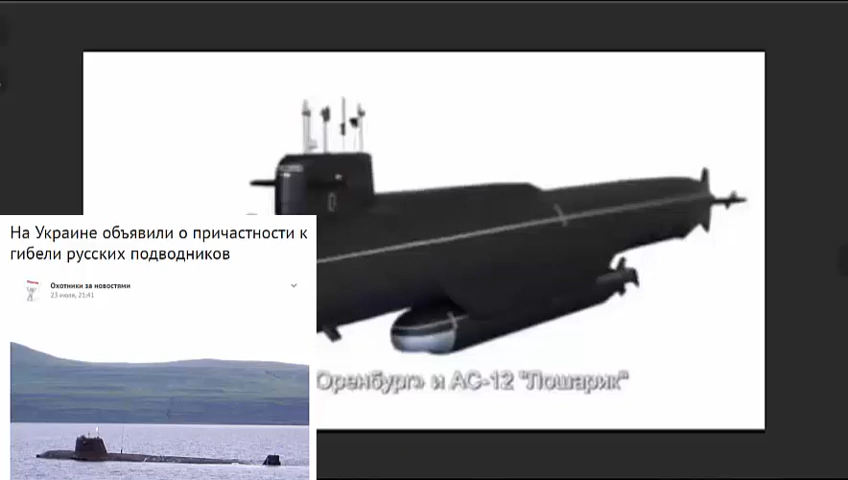 На Украине объявили о причастности к
гибели русских подводников
Охотники за новостями
23 июля, 21:41
Оренбург» и АС-12 "Лошарик"